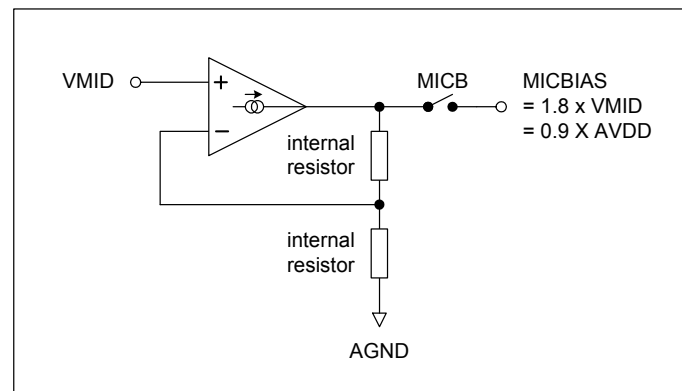 VMID
+
−
MICB
MICBIAS
= 1.8 x VMID
= 0.9 X AVDD
internal
resistor
internal
resistor
AGND